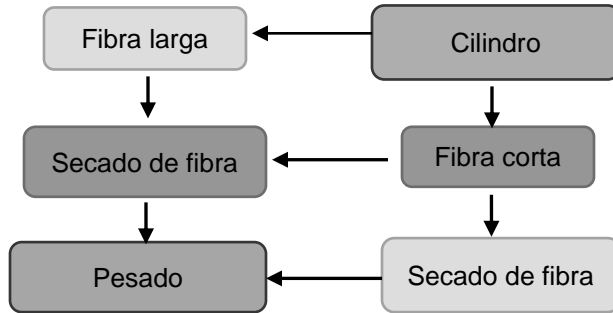 Fibra larga
Cilindro
Secado de fibra
Fibra corta
Pesado
Secado de fibra